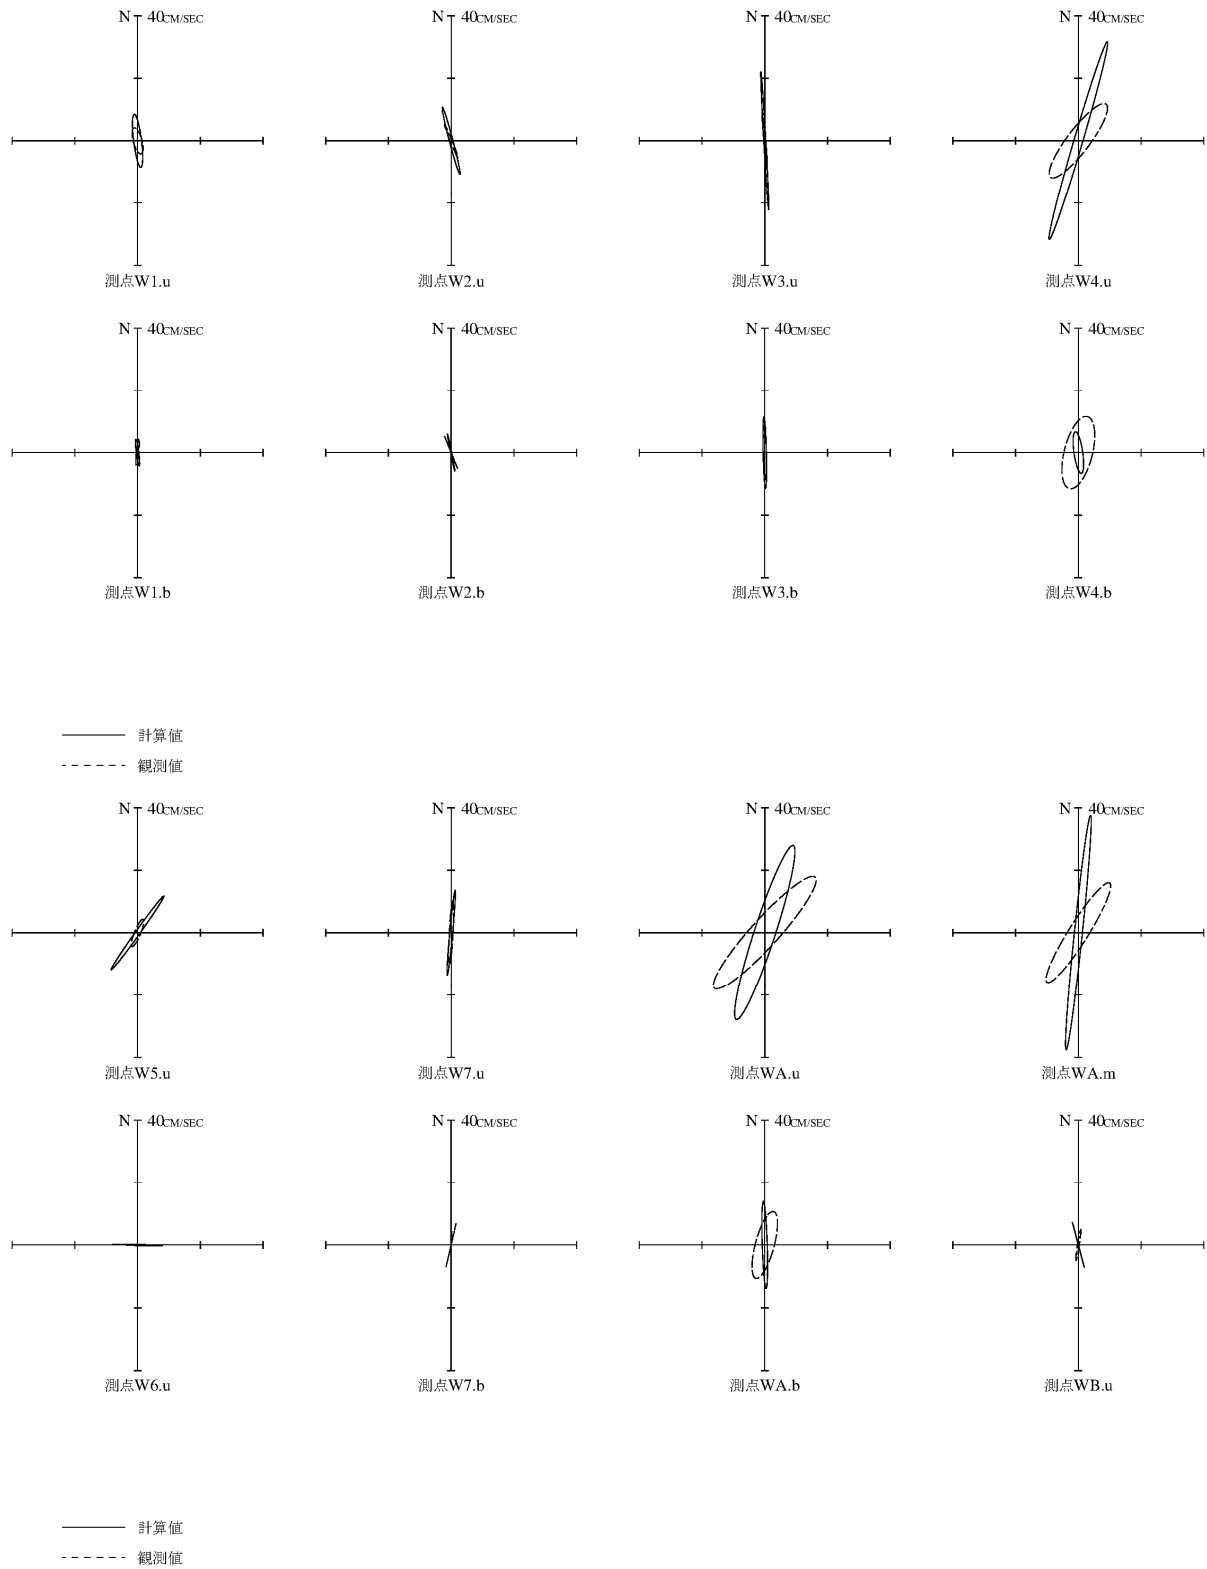 N 40CM/SEC N 40CM/SEC N 40CM/SEC N 40CM/SEC
測点W1.u 測点W2.u 測点W3.u 測点W4.u
N 40CM/SEC N 40CM/SEC N 40CM/SEC N 40CM/SEC
測点W1.b 測点W2.b 測点W3.b 測点W4.b
計算値
観測値
N 40CM/SEC N 40CM/SEC N 40CM/SEC N 40CM/SEC
測点W5.u 測点W7.u 測点WA.u 測点WA.m
N 40CM/SEC N 40CM/SEC N 40CM/SEC N 40CM/SEC
測点W6.u 測点W7.b 測点WA.b 測点WB.u
計算値
観測値